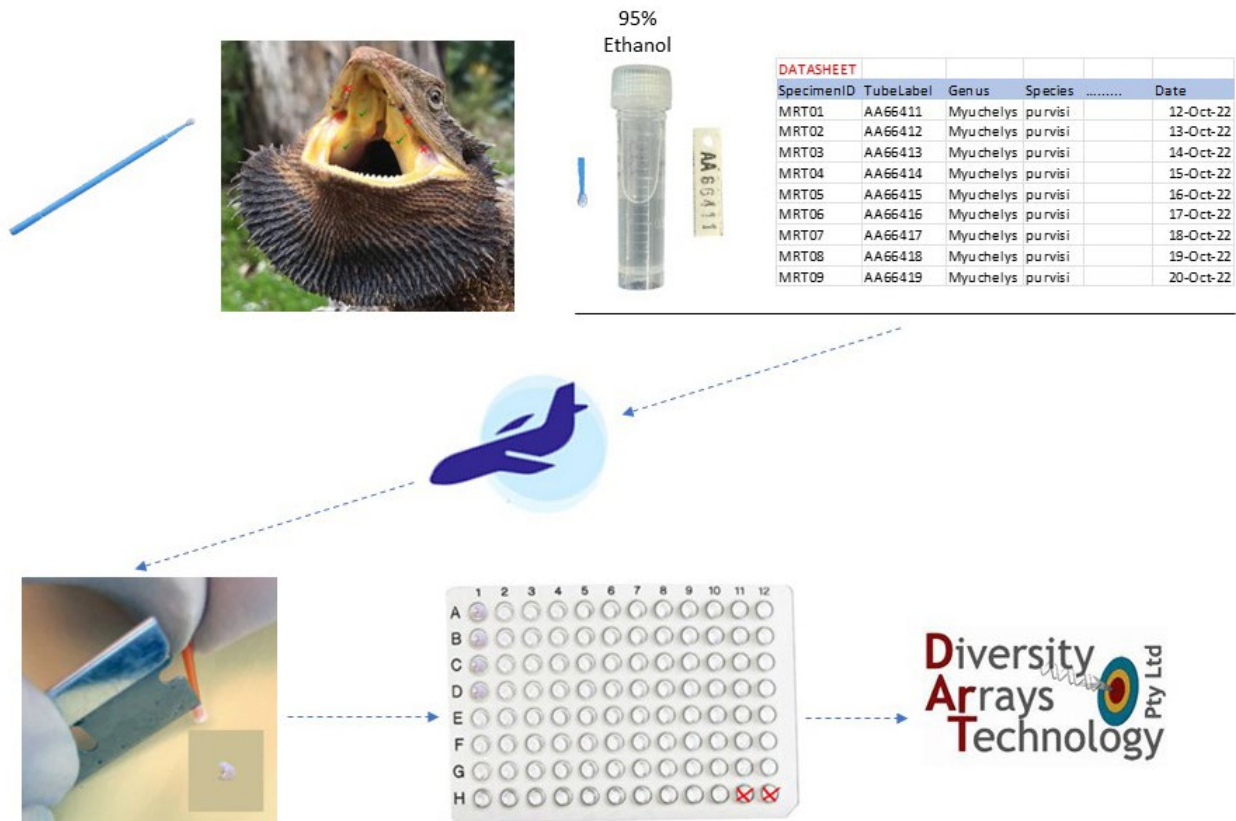 95%
Ethanol
DATASHEET
SpecimenID TubeLabel Genus Species ......... Date
MRT01 AA66411 Myuchelys purvisi 12-Oct-22
MRT02 AA66412 Myuchelys purvisi 13-Oct-22
MRT03 AA66413 Myuchelys purvisi 14-Oct-22
MRT04 AA66414 Myuchelys purvisi 15-Oct-22
MRT05 AA66415 Myuchelys purvisi 16-Oct-22
MRT06 AA66416 Myuchelys purvisi 17-Oct-22
MRT07 AA66417 Myuchelys purvisi 18-Oct-22
MRT08 AA66418 Myuchelys purvisi 19-Oct-22
MRT09 AA66419 Myuchelys purvisi 20-Oct-22
AA66411
1 2 3 4 5 6 7 8 9 10 11 12
A
B
C
D
E
F
G
H
Diversity
Arrays
Technology
Pty Ltd